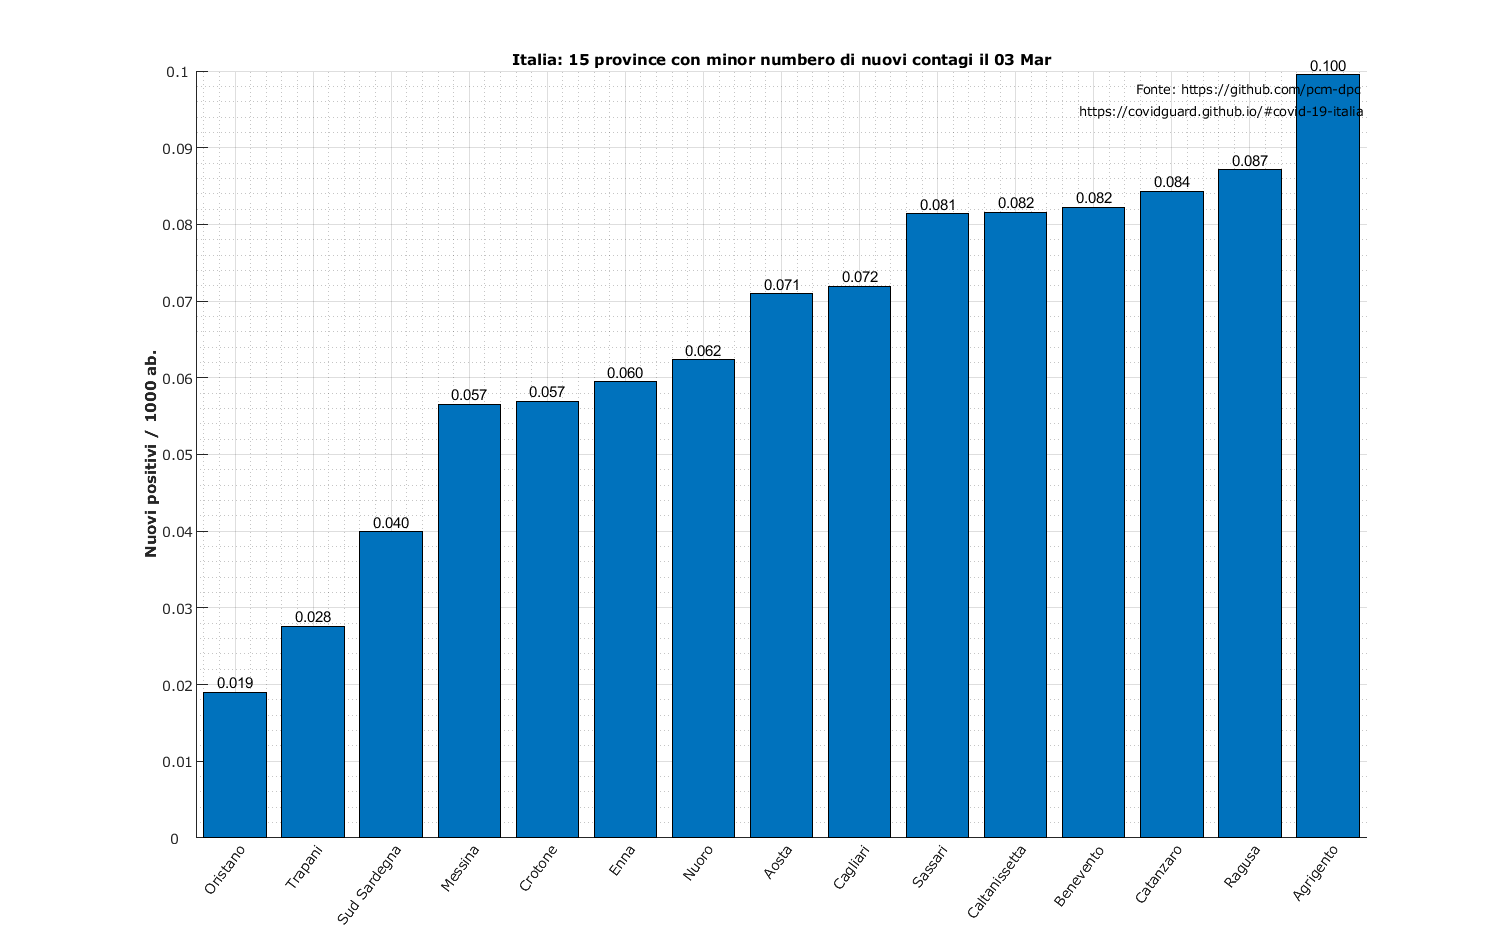 Italia: 15 province con minor numbero di nuovi contagi il 03 Mar
Fonte: https://github.com/pcm-dpc
https://covidguard.github.io/#covid-19-italia
Nuovi positivi / 1000 ab.
0.1
0.09
0.08
0.07
0.06
0.05
0.04
0.03
0.02
0.01
0
0.019
0.028
0.040
0.057
0.057
0.060
0.062
0.071
0.072
0.081
0.082
0.082
0.084
0.087
0.100
Oristano
Trapani
Sud Sardegna
Messina
Crotone
Enna
Nuoro
Aosta
Cagliari
Sassari
Caltanissetta
Benevento
Catanzaro
Ragusa
Agrigento